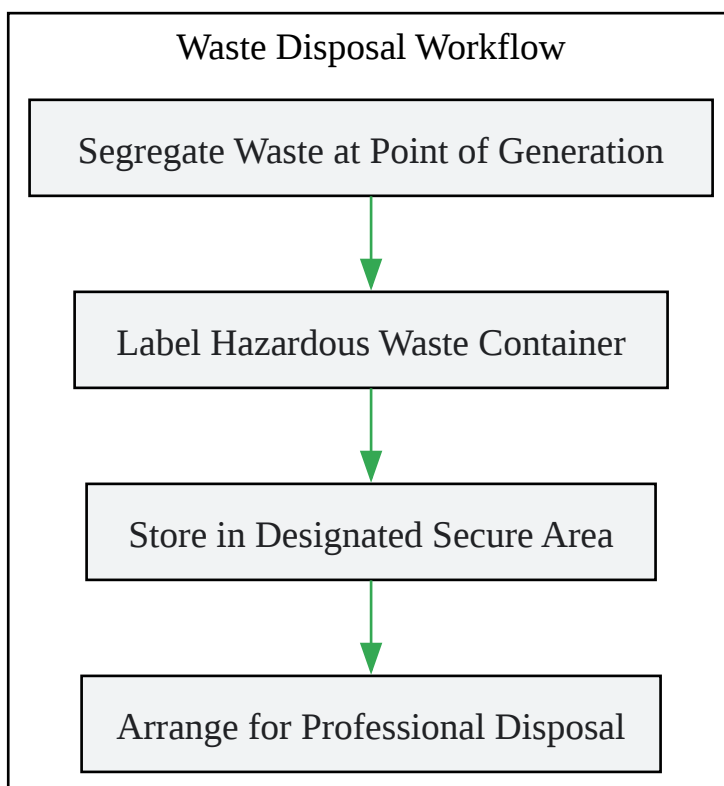 Waste Disposal Workflow
Segregate Waste at Point of Generation
Label Hazardous Waste Container
Store in Designated Secure Area
Arrange for Professional Disposal